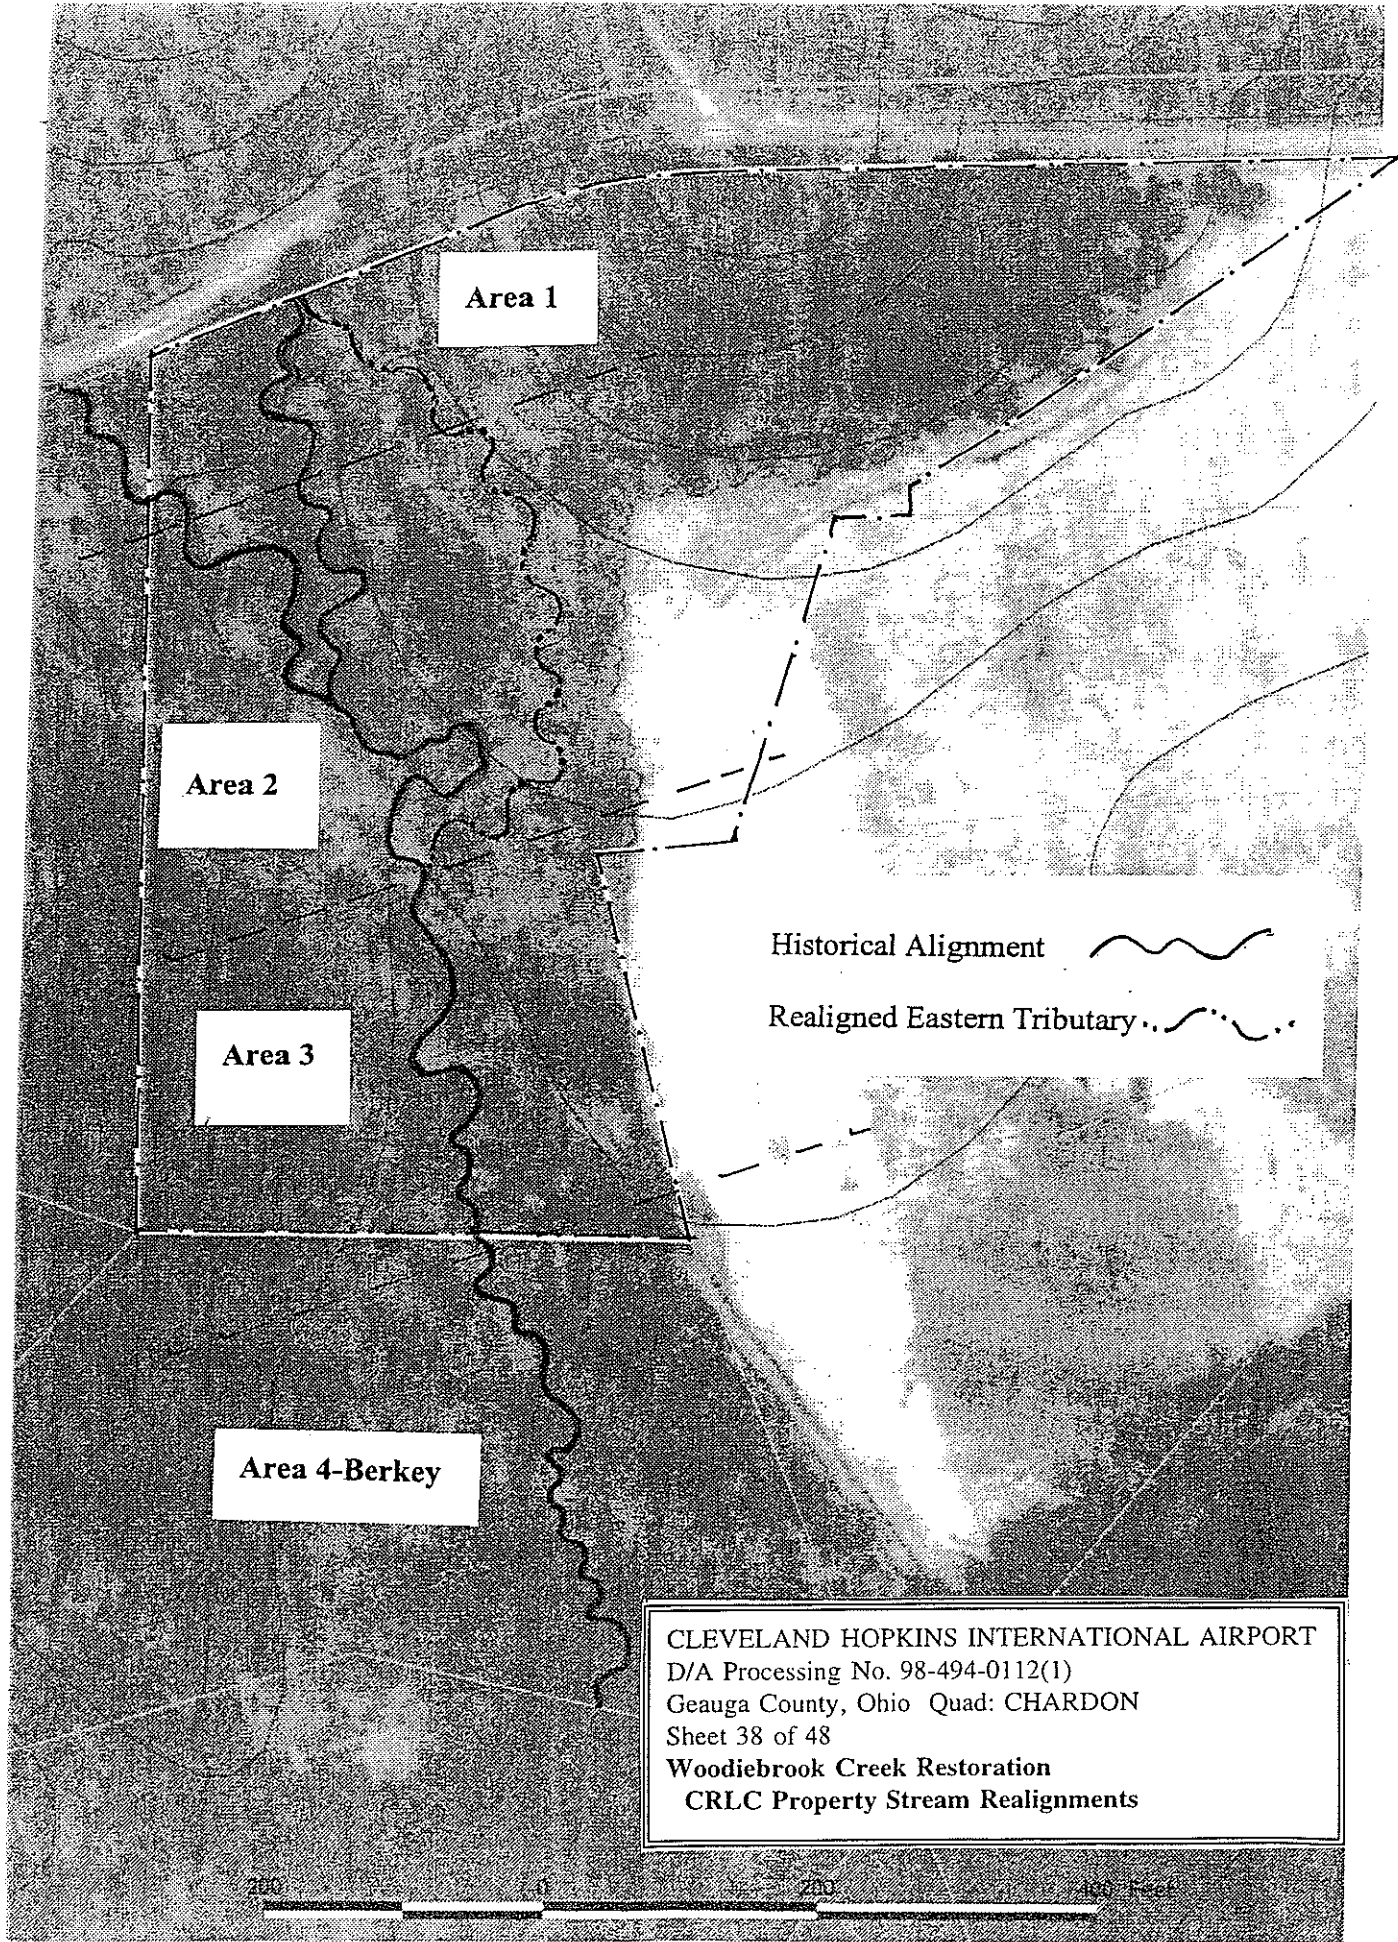 Area 1
Area 2
Historical Alignment
Realigned Eastern Tributary
Area 3
Area 4-Berkey
CLEVELAND HOPKINS INTERNATIONAL AIRPORT
D/A Processing No. 98-494-0112(1)
Geauga County, Ohio Quad: CHARDON
Sheet 38 of 48
Woodiebrook Creek Restoration
CRLC Property Stream Realignments
200 0 200 400 Feet